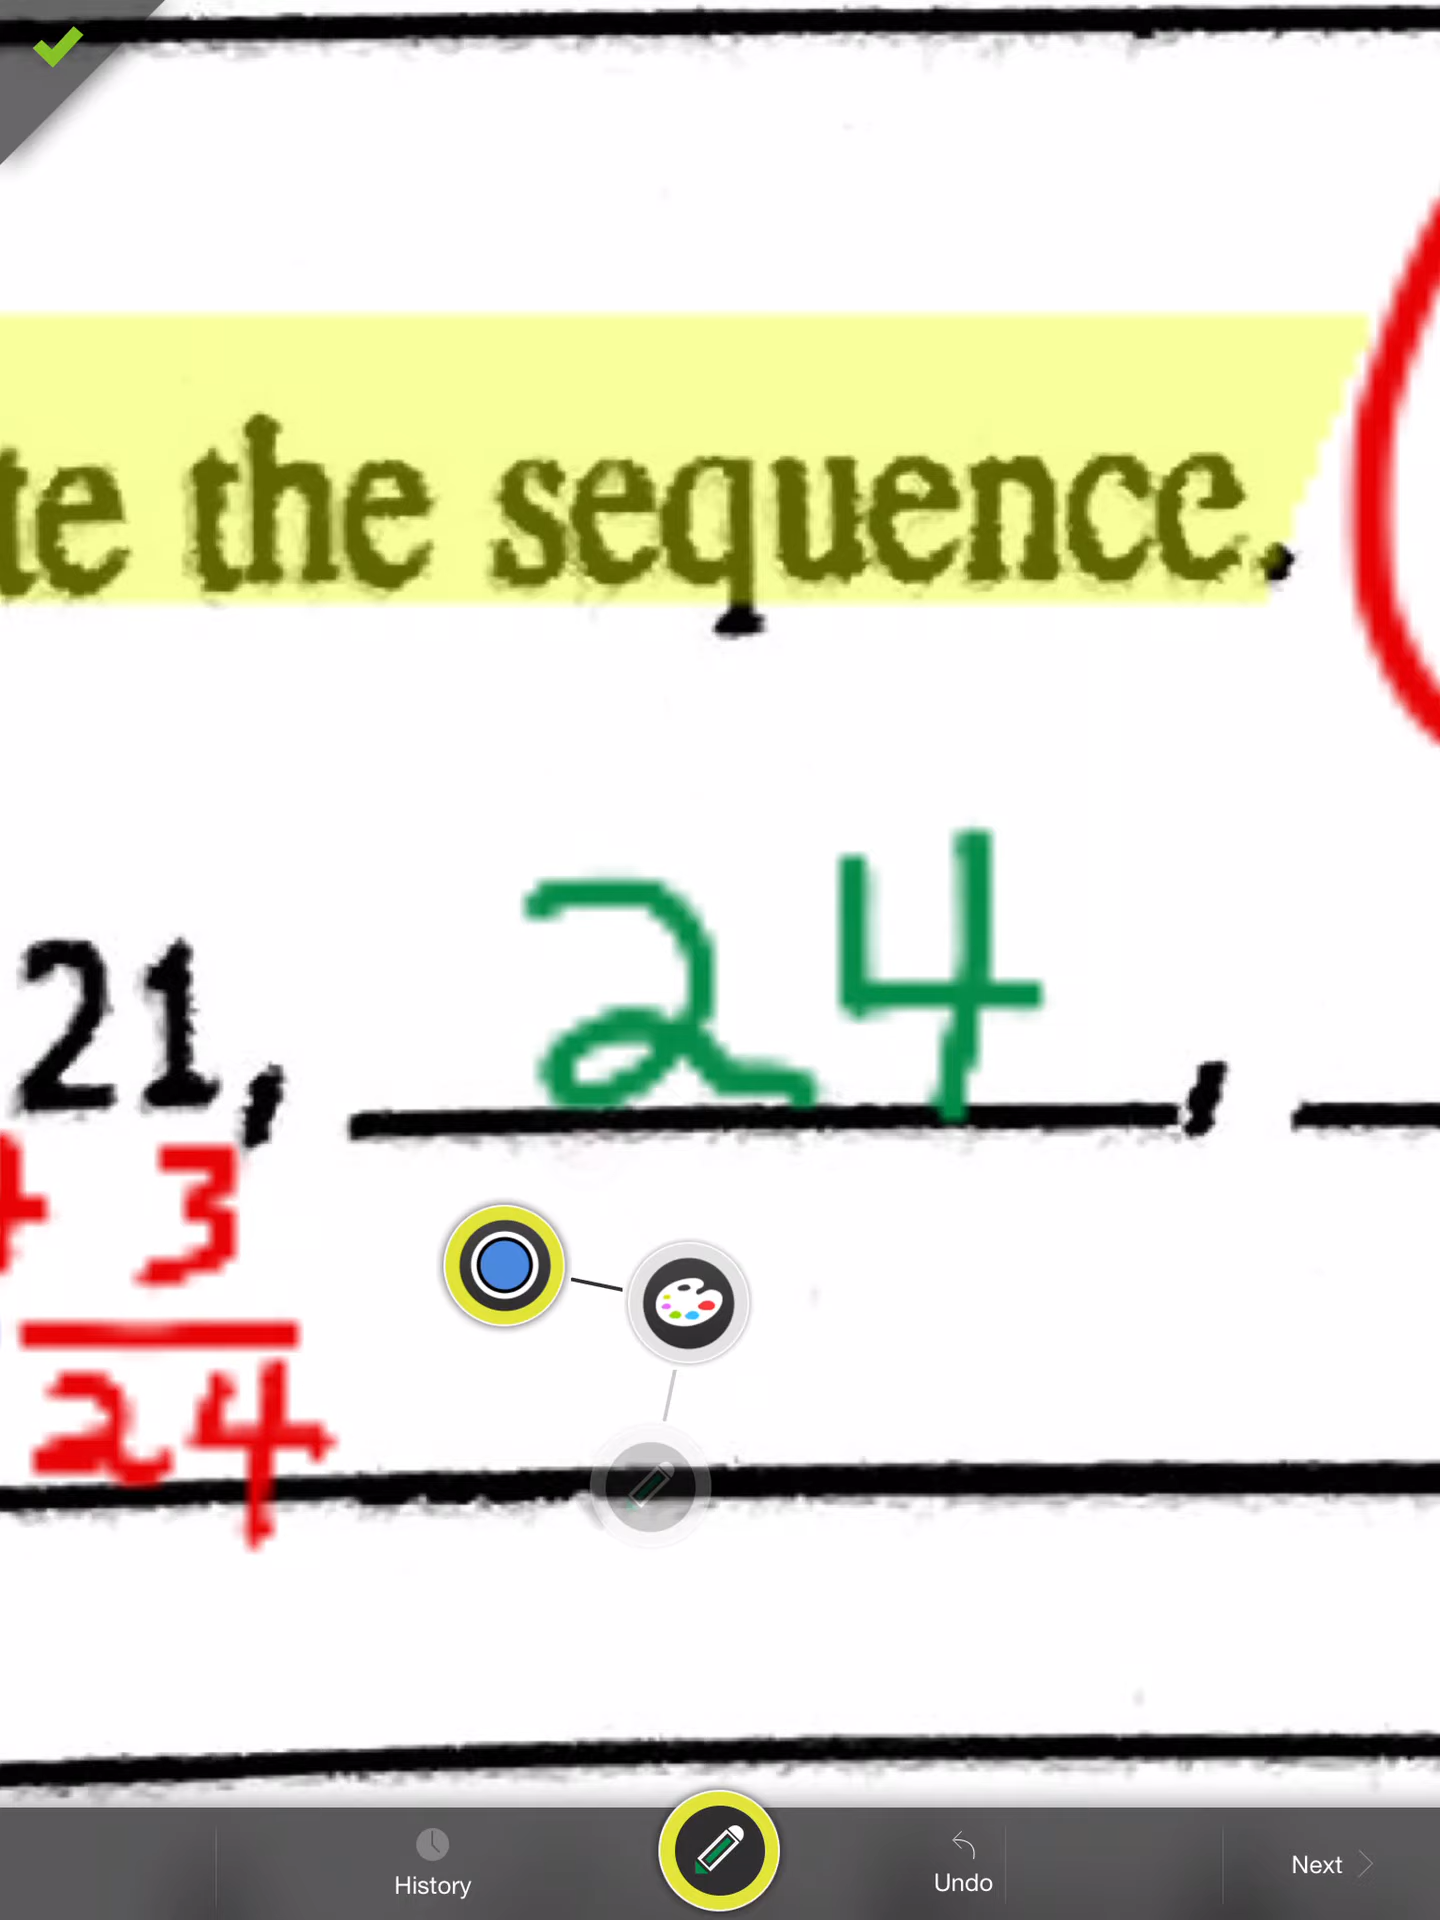 te the sequence.
21, 24,
+ 3
24
History Undo Next